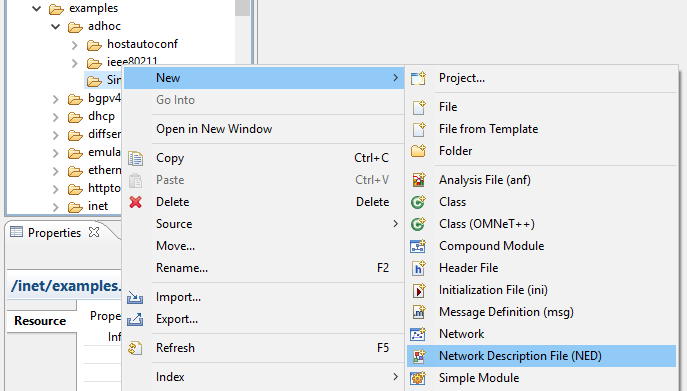 examples
adhoc
hostautoconf
ieee80211
Sin
bgpv4
dhcp
diffser
emula
ethern
httpto
inet
New
Go Into
Open in New Window
Copy Ctrl+C
Paste Ctrl+V
Delete Delete
Source
Move...
Rename... F2
Import...
Export...
Refresh F5
Index
Project...
File
File from Template
Folder
Analysis File (anf)
Class
Class (OMNeT++)
Compound Module
Header File
Initialization File (ini)
Message Definition (msg)
Network
Network Description File (NED)
Simple Module
Properties
/inet/examples.
Resource
Prope
Inf